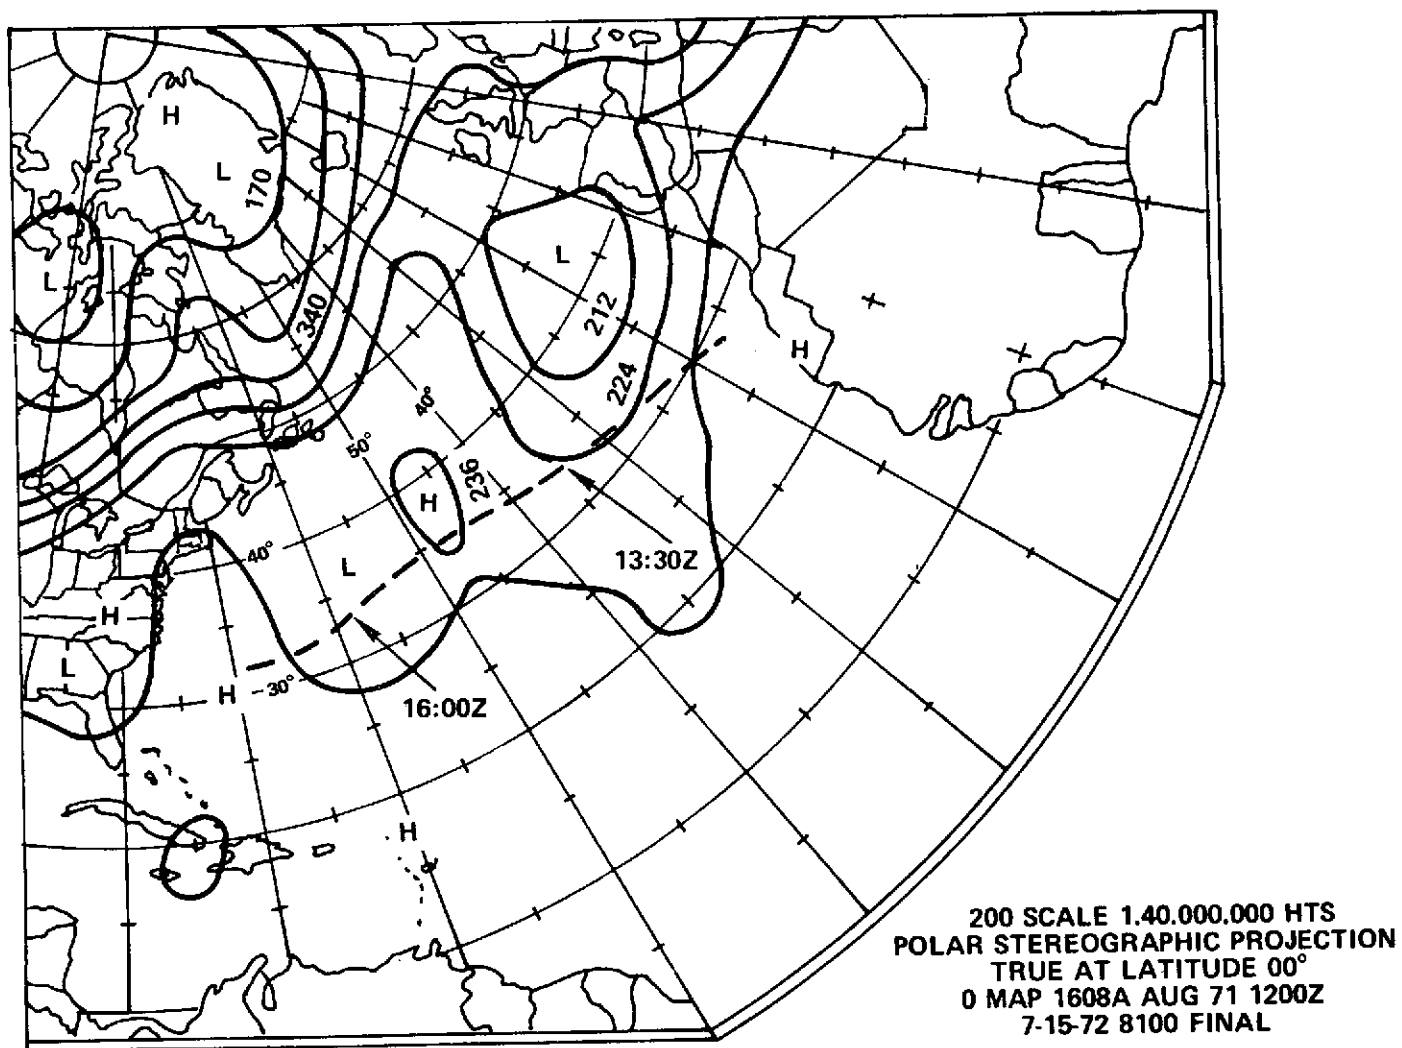 H
L
170
L
340
L
212
H
224
40°
50°
236
H
13:30Z
40°
L
H
L
H
30°
16:00Z
H
200 SCALE 1.40.000.000 HTS
POLAR STEREOGRAPHIC PROJECTION
TRUE AT LATITUDE 00°
0 MAP 1608A AUG 71 1200Z
7-15-72 8100 FINAL